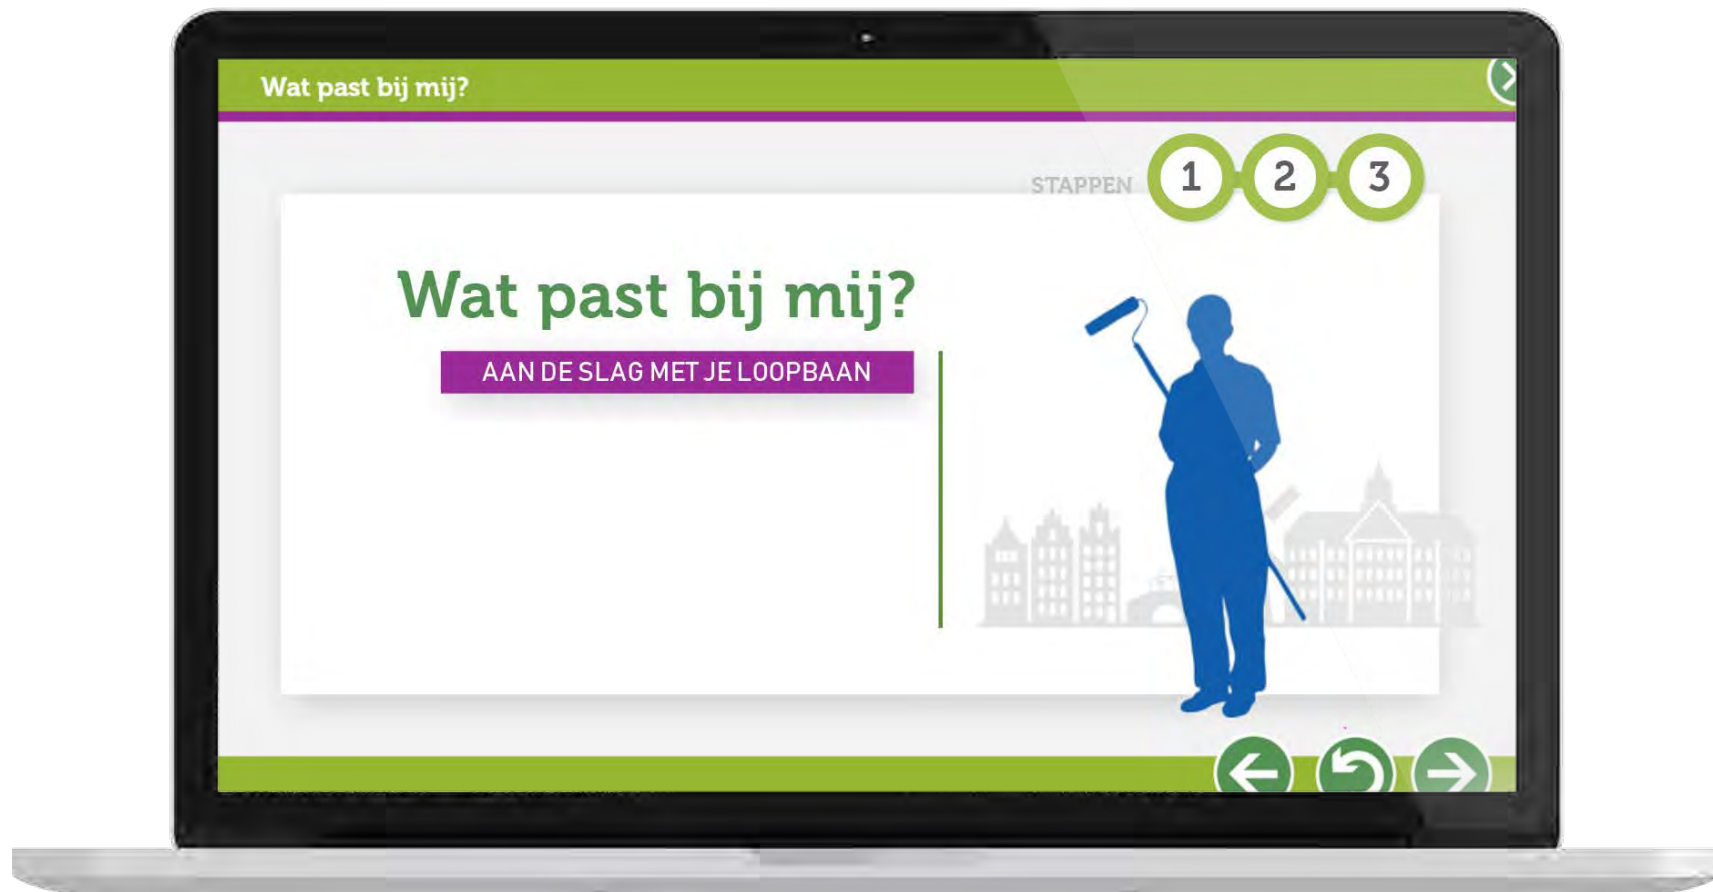 Wat past bij mij?
STAPPEN 1 2 3
Wat past bij mij?
AAN DE SLAG MET JE LOOPBAAN